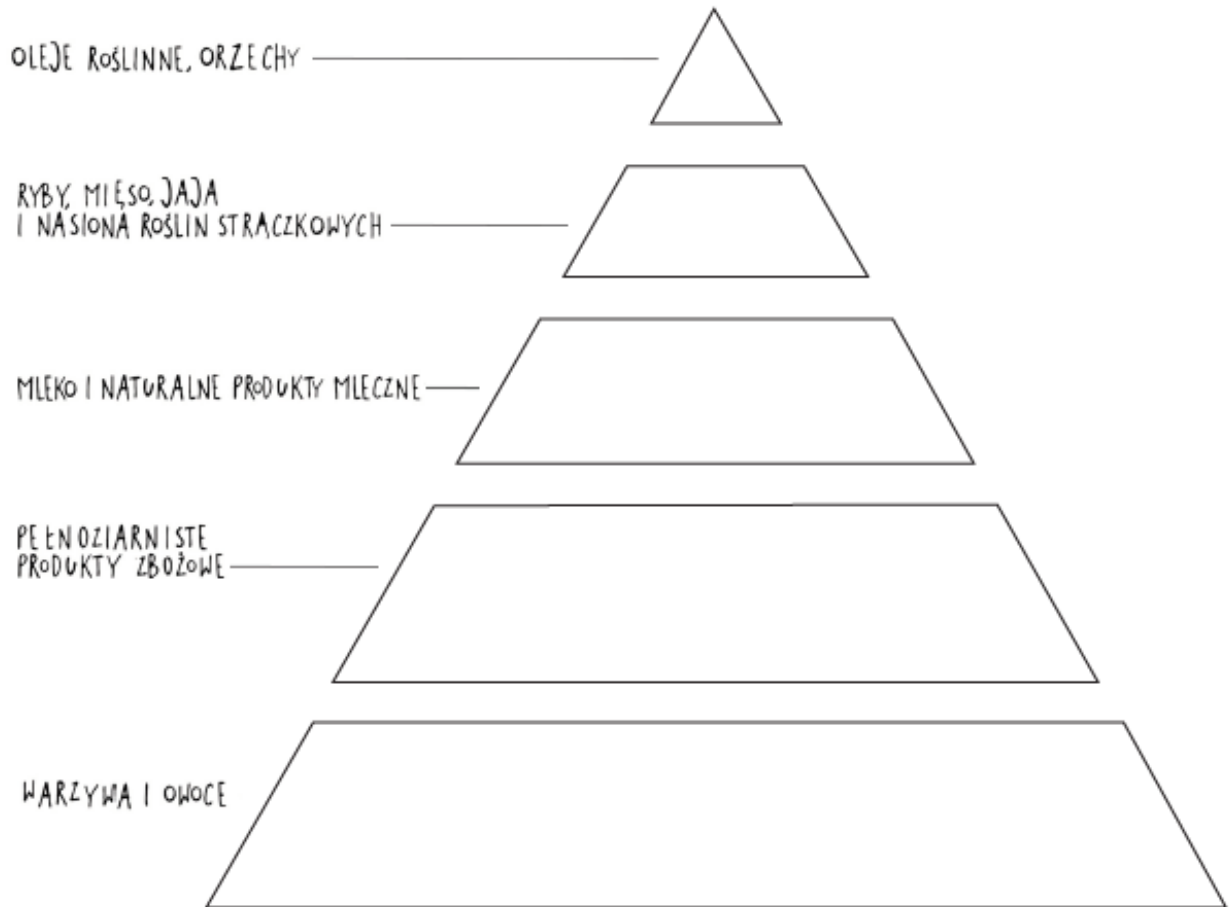 OLEJE ROŚLINNE, ORZECHY
RYBY, MIĘSO, JAJA
I NASIONA ROŚLIN STRĄCZKOWYCH
MLEKO I NATURALNE PRODUKTY MLECZNE
PEŁNOZIARNISTE
PRODUKTY ZBOŻOWE
WARZYWA I OWOCE